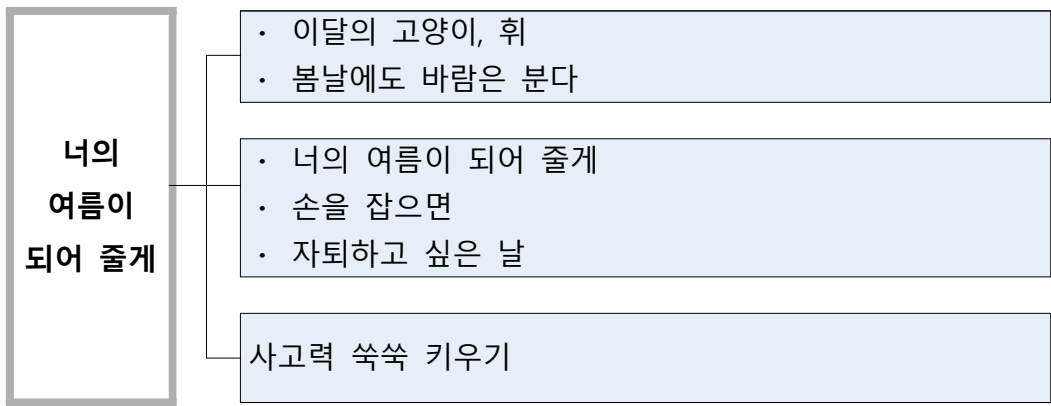 너의
여름이
되어 줄게
· 이달의 고양이, 휘
· 봄날에도 바람은 분다
· 너의 여름이 되어 줄게
· 손을 잡으면
· 자퇴하고 싶은 날
사고력 쑥쑥 키우기